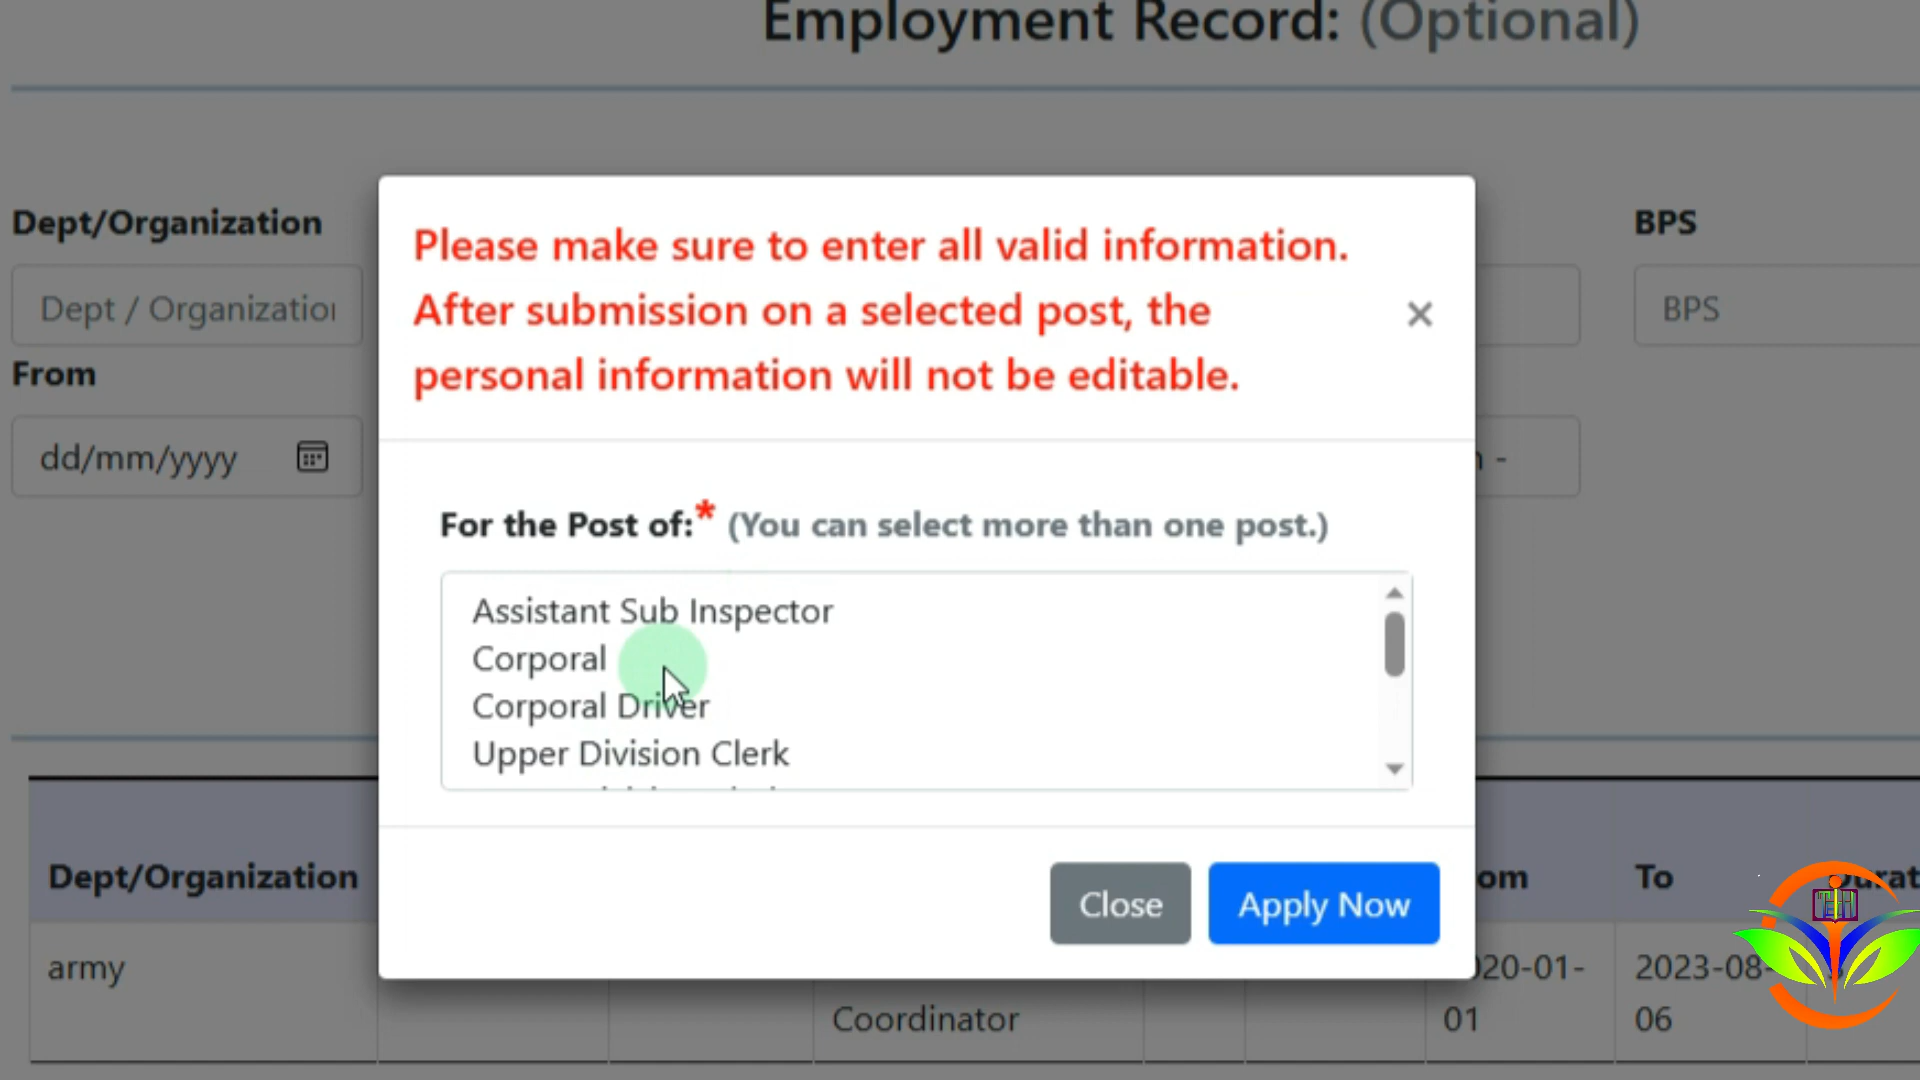 Employment Record: (Optional)
Dept/Organization
BPS
Dept / Organization
BPS
From
dd/mm/yyyy
Please make sure to enter all valid information.
After submission on a selected post, the
personal information will not be editable.
×
For the Post of:* (You can select more than one post.)
Assistant Sub Inspector
Corporal
Corporal Driver
Upper Division Clerk
Close
Apply Now
Dept/Organization
To
army
Coordinator
020-01-
01
2023-08-
06